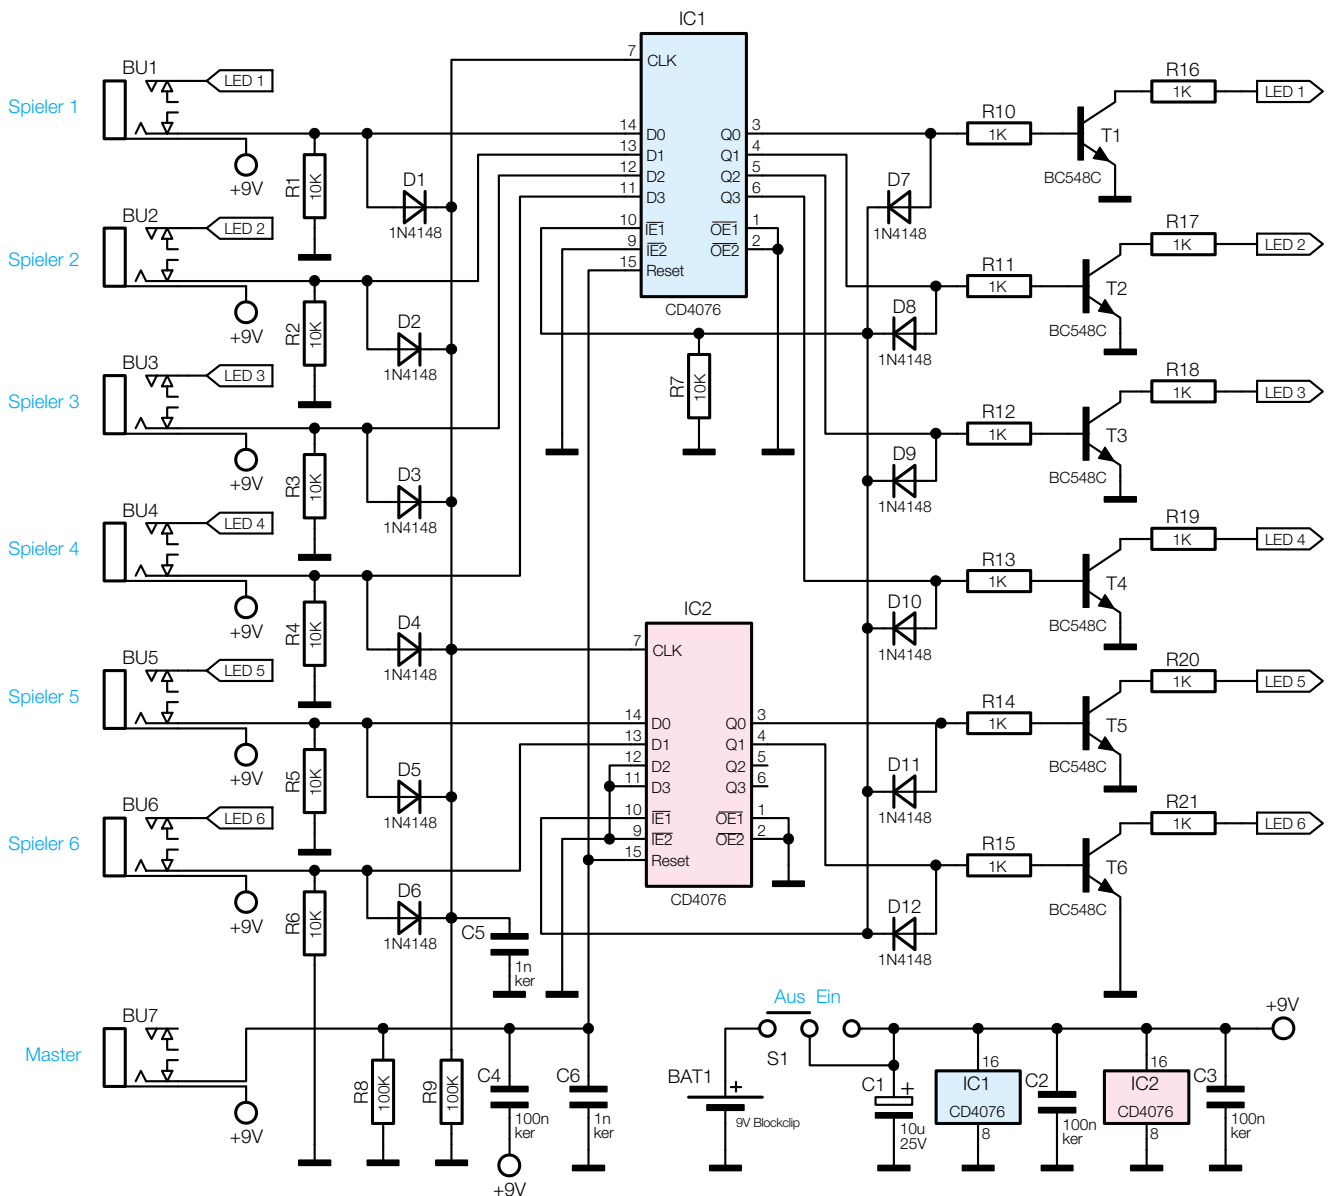 IC1
7 CLK
14 D0
13 D1
12 D2
11 D3
10 IE1
9 IE2
15 Reset
Q0 3
Q1 4
Q2 5
Q3 6
OE1 1
OE2 2
CD4076
Spieler 1
BU1
LED 1
+9V
R1
10K
D1
1N4148
Spieler 2
BU2
LED 2
+9V
R2
10K
D2
1N4148
Spieler 3
BU3
LED 3
+9V
R3
10K
D3
1N4148
Spieler 4
BU4
LED 4
+9V
R4
10K
D4
1N4148
Spieler 5
BU5
LED 5
+9V
R5
10K
D5
1N4148
Spieler 6
BU6
LED 6
+9V
R6
10K
D6
1N4148
C5
1n
ker
R7
10K
IC2
7 CLK
14 D0
13 D1
12 D2
11 D3
10 IE1
9 IE2
15 Reset
Q0 3
Q1 4
Q2 5
Q3 6
OE1 1
OE2 2
CD4076
D7
1N4148
R10
1K
T1
BC548C
R16
1K
LED 1
D8
1N4148
R11
1K
T2
BC548C
R17
1K
LED 2
D9
1N4148
R12
1K
T3
BC548C
R18
1K
LED 3
D10
1N4148
R13
1K
T4
BC548C
R19
1K
LED 4
D11
1N4148
R14
1K
T5
BC548C
R20
1K
LED 5
D12
1N4148
R15
1K
T6
BC548C
R21
1K
LED 6
Master
BU7
+9V
R8
100K
R9
100K
C4
100n
ker
+9V
C6
1n
ker
Aus Ein
S1
BAT1
+
9V Blockclip
C1
+
10u
25V
16
IC1
CD4076
8
C2
100n
ker
16
IC2
CD4076
8
C3
100n
ker
+9V